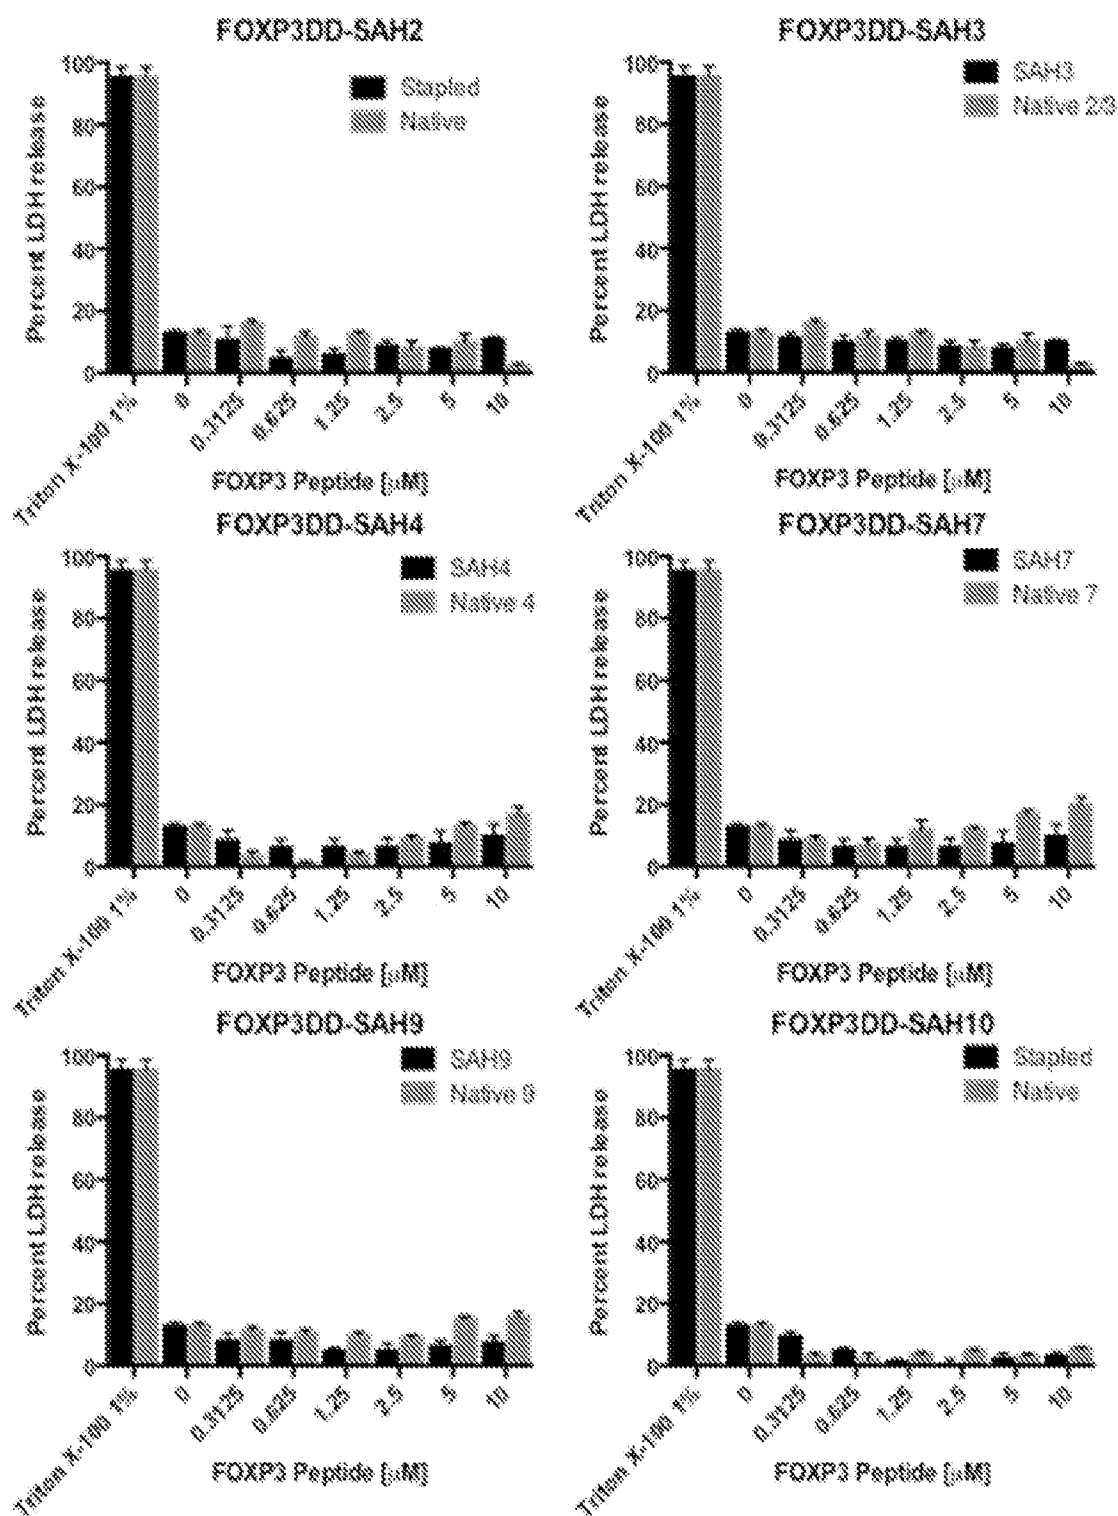 FOXP3DD-SAH2
Percent LDH release
100
80
60
40
20
0
Stapled
Native
Triton X-100 1%
0
0.3125
0.625
1.25
2.5
5
10
FOXP3 Peptide [μM]
FOXP3DD-SAH3
Percent LDH release
100
80
60
40
20
0
SAH3
Native 2/3
Triton X-100 1%
0
0.3125
0.625
1.25
2.5
5
10
FOXP3 Peptide [μM]
FOXP3DD-SAH4
Percent LDH release
100
80
60
40
20
0
SAH4
Native 4
Triton X-100 1%
0
0.3125
0.625
1.25
2.5
5
10
FOXP3 Peptide [μM]
FOXP3DD-SAH7
Percent LDH release
100
80
60
40
20
0
SAH7
Native 7
Triton X-100 1%
0
0.3125
0.625
1.25
2.5
5
10
FOXP3 Peptide [μM]
FOXP3DD-SAH9
Percent LDH release
100
80
60
40
20
0
SAH9
Native 9
Triton X-100 1%
0
0.3125
0.625
1.25
2.5
5
10
FOXP3 Peptide [μM]
FOXP3DD-SAH10
Percent LDH release
100
80
60
40
20
0
Stapled
Native
Triton X-100 1%
0
0.3125
0.625
1.25
2.5
5
10
FOXP3 Peptide [μM]